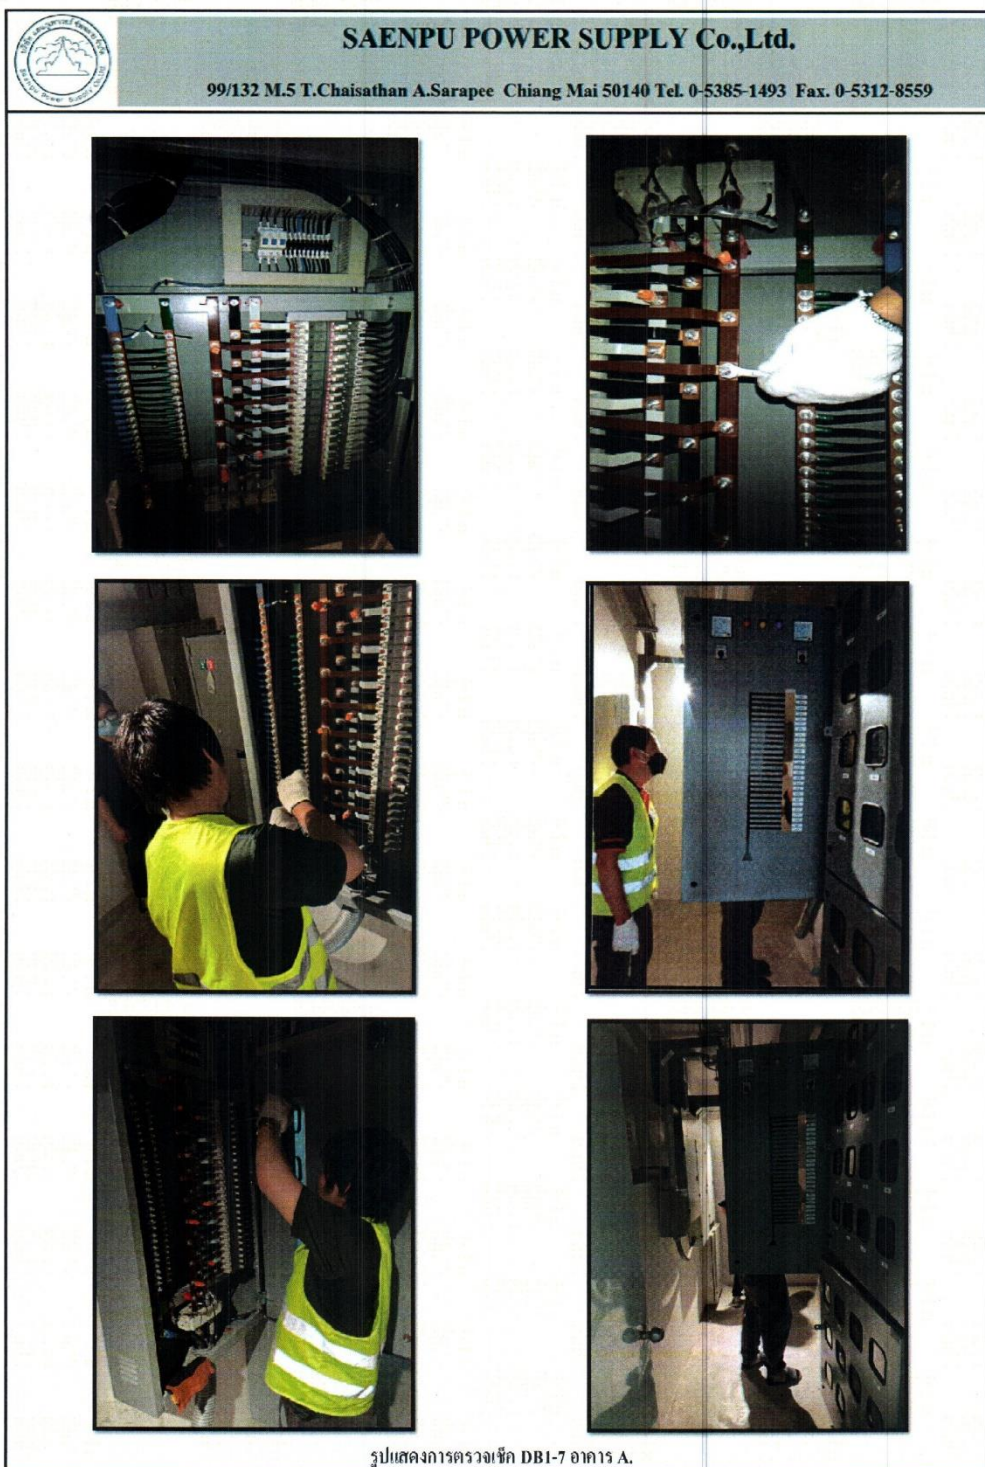 SAENPU POWER SUPPLY Co.,Ltd.
99/132 M.5 T.Chaisathan A.Sarapee Chiang Mai 50140 Tel. 0-5385-1493 Fax. 0-5312-8559
รูปแสดงการตรวจเช็ค DB1-7 อาคาร A.